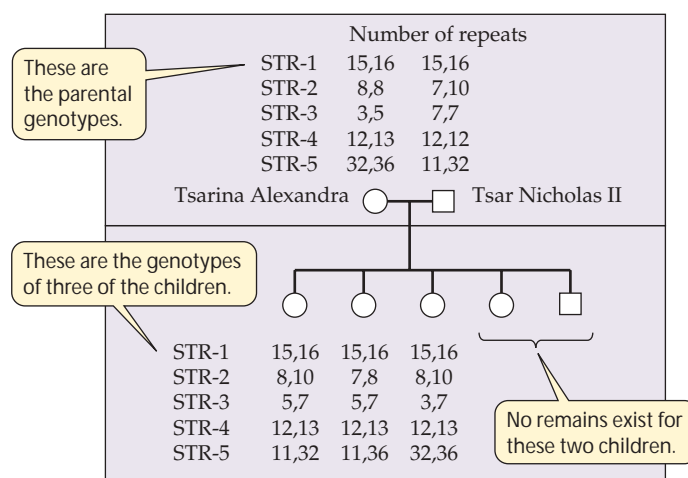 Number of repeats
These are
the parental
genotypes.
STR-1 15,16 15,16
STR-2 8,8 7,10
STR-3 3,5 7,7
STR-4 12,13 12,12
STR-5 32,36 11,32
Tsarina Alexandra Tsar Nicholas II
These are the genotypes
of three of the children.
STR-1 15,16 15,16 15,16
STR-2 8,10 7,8 8,10
STR-3 5,7 5,7 3,7
STR-4 12,13 12,13 12,13
STR-5 11,32 11,36 32,36
No remains exist for
these two children.